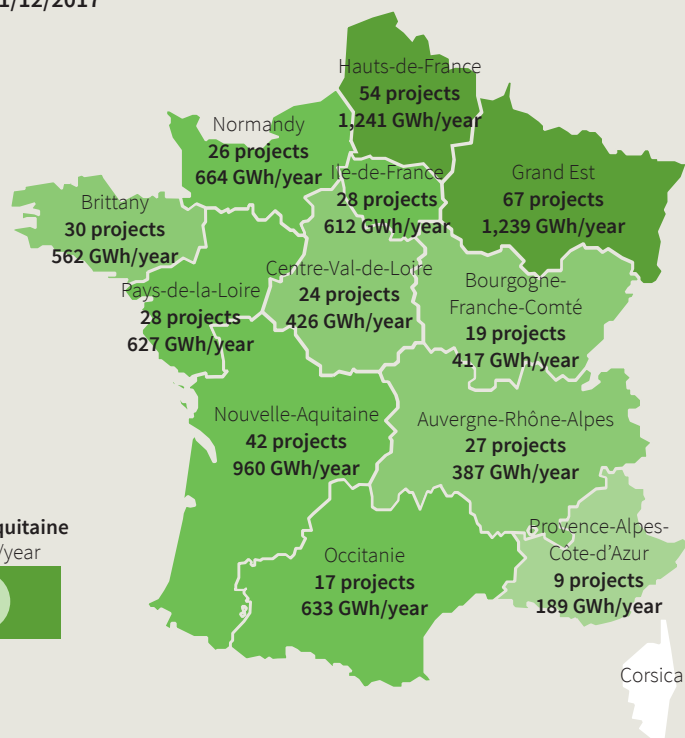 1/12/2017
Hauts-de-France
54 projects
1,241 GWh/year
Normandy
26 projects
664 GWh/year
Ile-de-France
28 projects
612 GWh/year
Grand Est
67 projects
1,239 GWh/year
Brittany
30 projects
562 GWh/year
Pays-de-la-Loire
28 projects
627 GWh/year
Centre-Val-de-Loire
24 projects
426 GWh/year
Bourgogne-
Franche-Comté
19 projects
417 GWh/year
Nouvelle-Aquitaine
42 projects
960 GWh/year
Auvergne-Rhône-Alpes
27 projects
387 GWh/year
quitaine
/year
Occitanie
17 projects
633 GWh/year
Provence-Alpes-
Côte-d’Azur
9 projects
189 GWh/year
Corsica